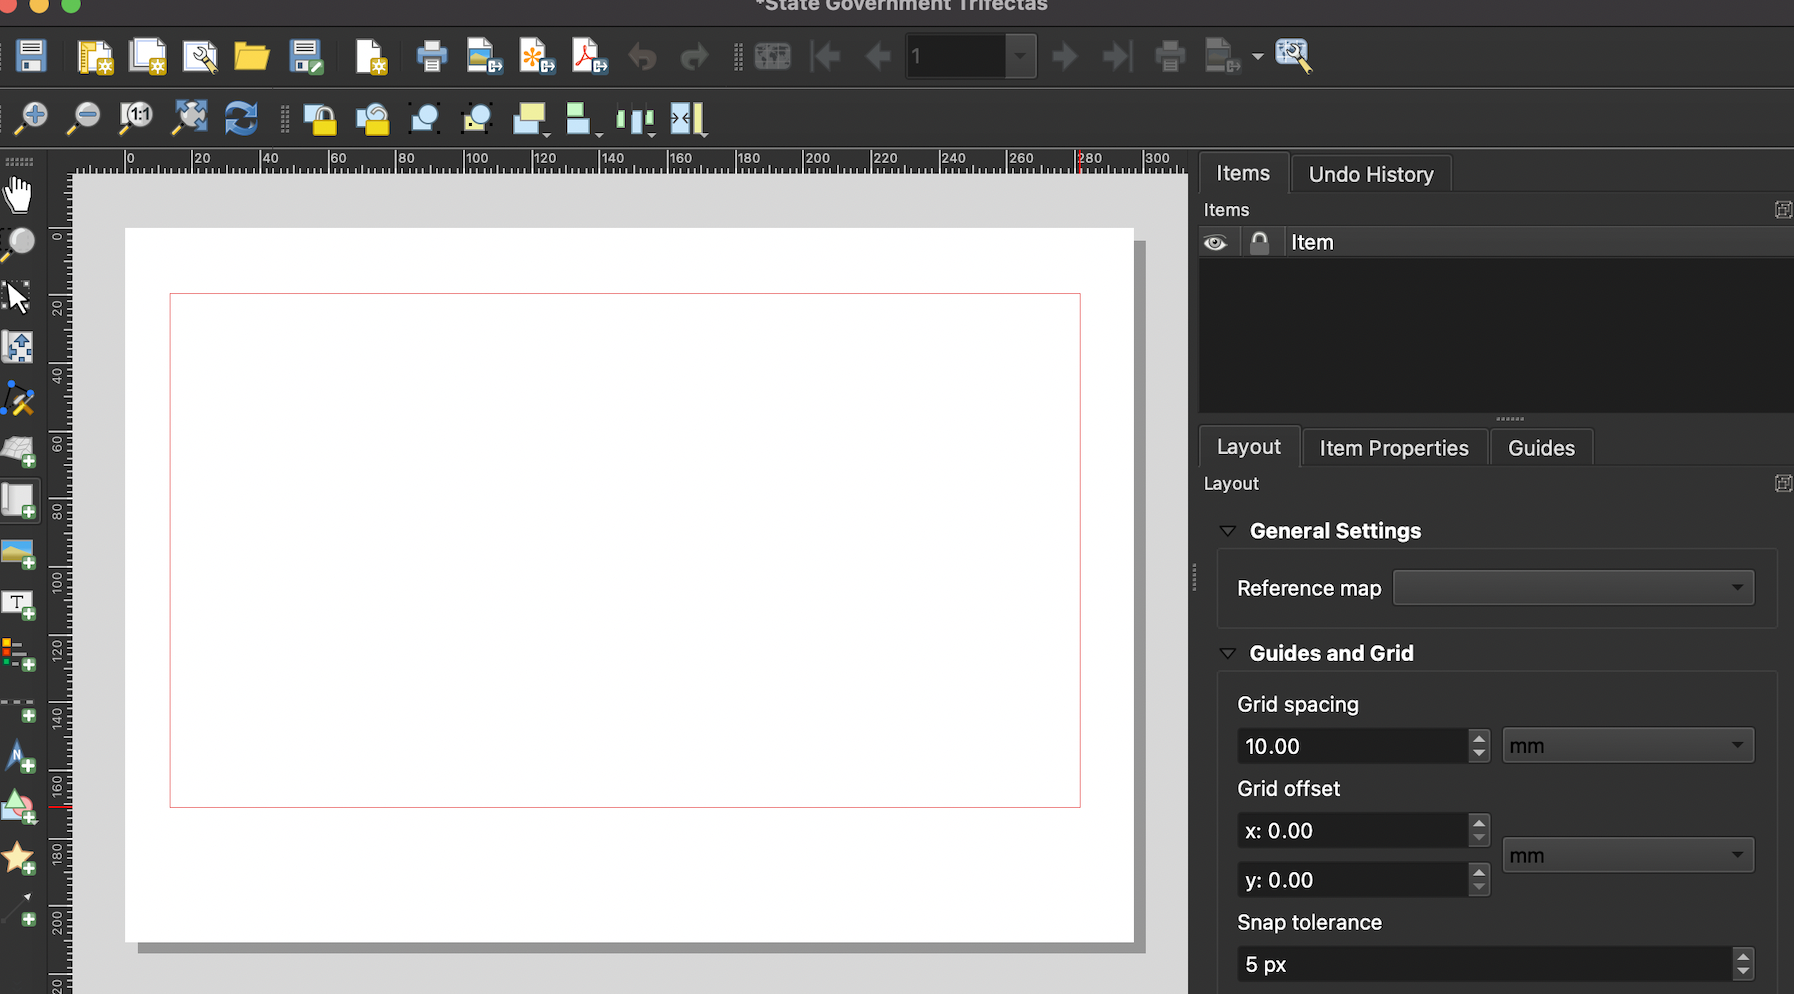 *State Government Trifectas
1
1:1
0 20 40 60 80 100 120 140 160 180 200 220 240 260 280 300
Items Undo History
Items
Item
0
20
40
60
80
100
120
140
160
180
200
T
N
Layout Item Properties Guides
Layout
General Settings
Reference map
Guides and Grid
Grid spacing
10.00 mm
Grid offset
x: 0.00
mm
y: 0.00
Snap tolerance
5 px